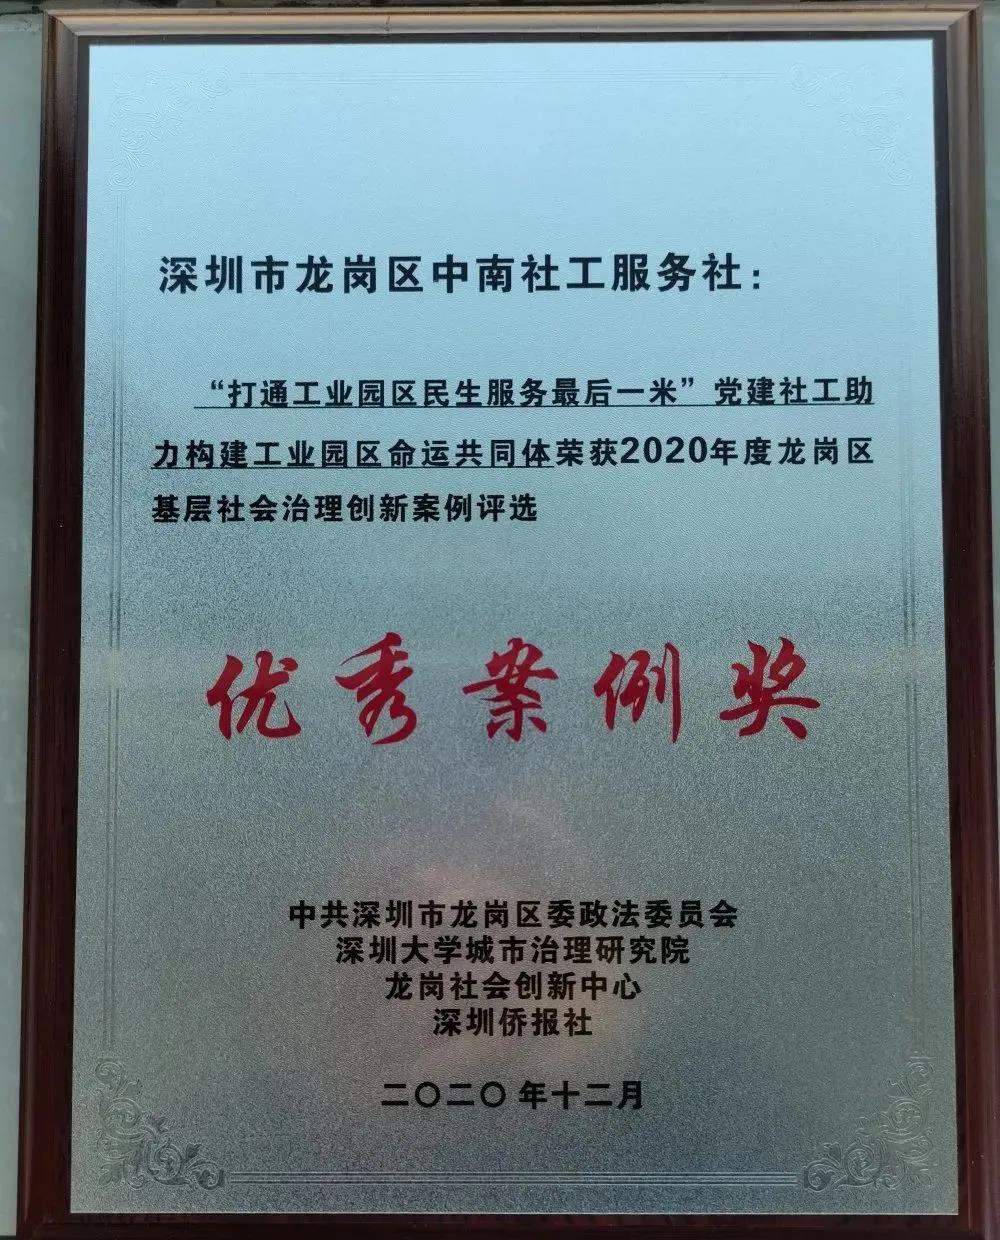 深圳市龙岗区中南社工服务社：
“打通工业园区民生服务最后一米”党建社工助
力构建工业园区命运共同体荣获2020年度龙岗区
基层社会治理创新案例评选
优秀案例奖
中共深圳市龙岗区委政法委员会
深圳大学城市治理研究院
龙岗社会创新中心
深圳侨报社
二〇二〇年十二月